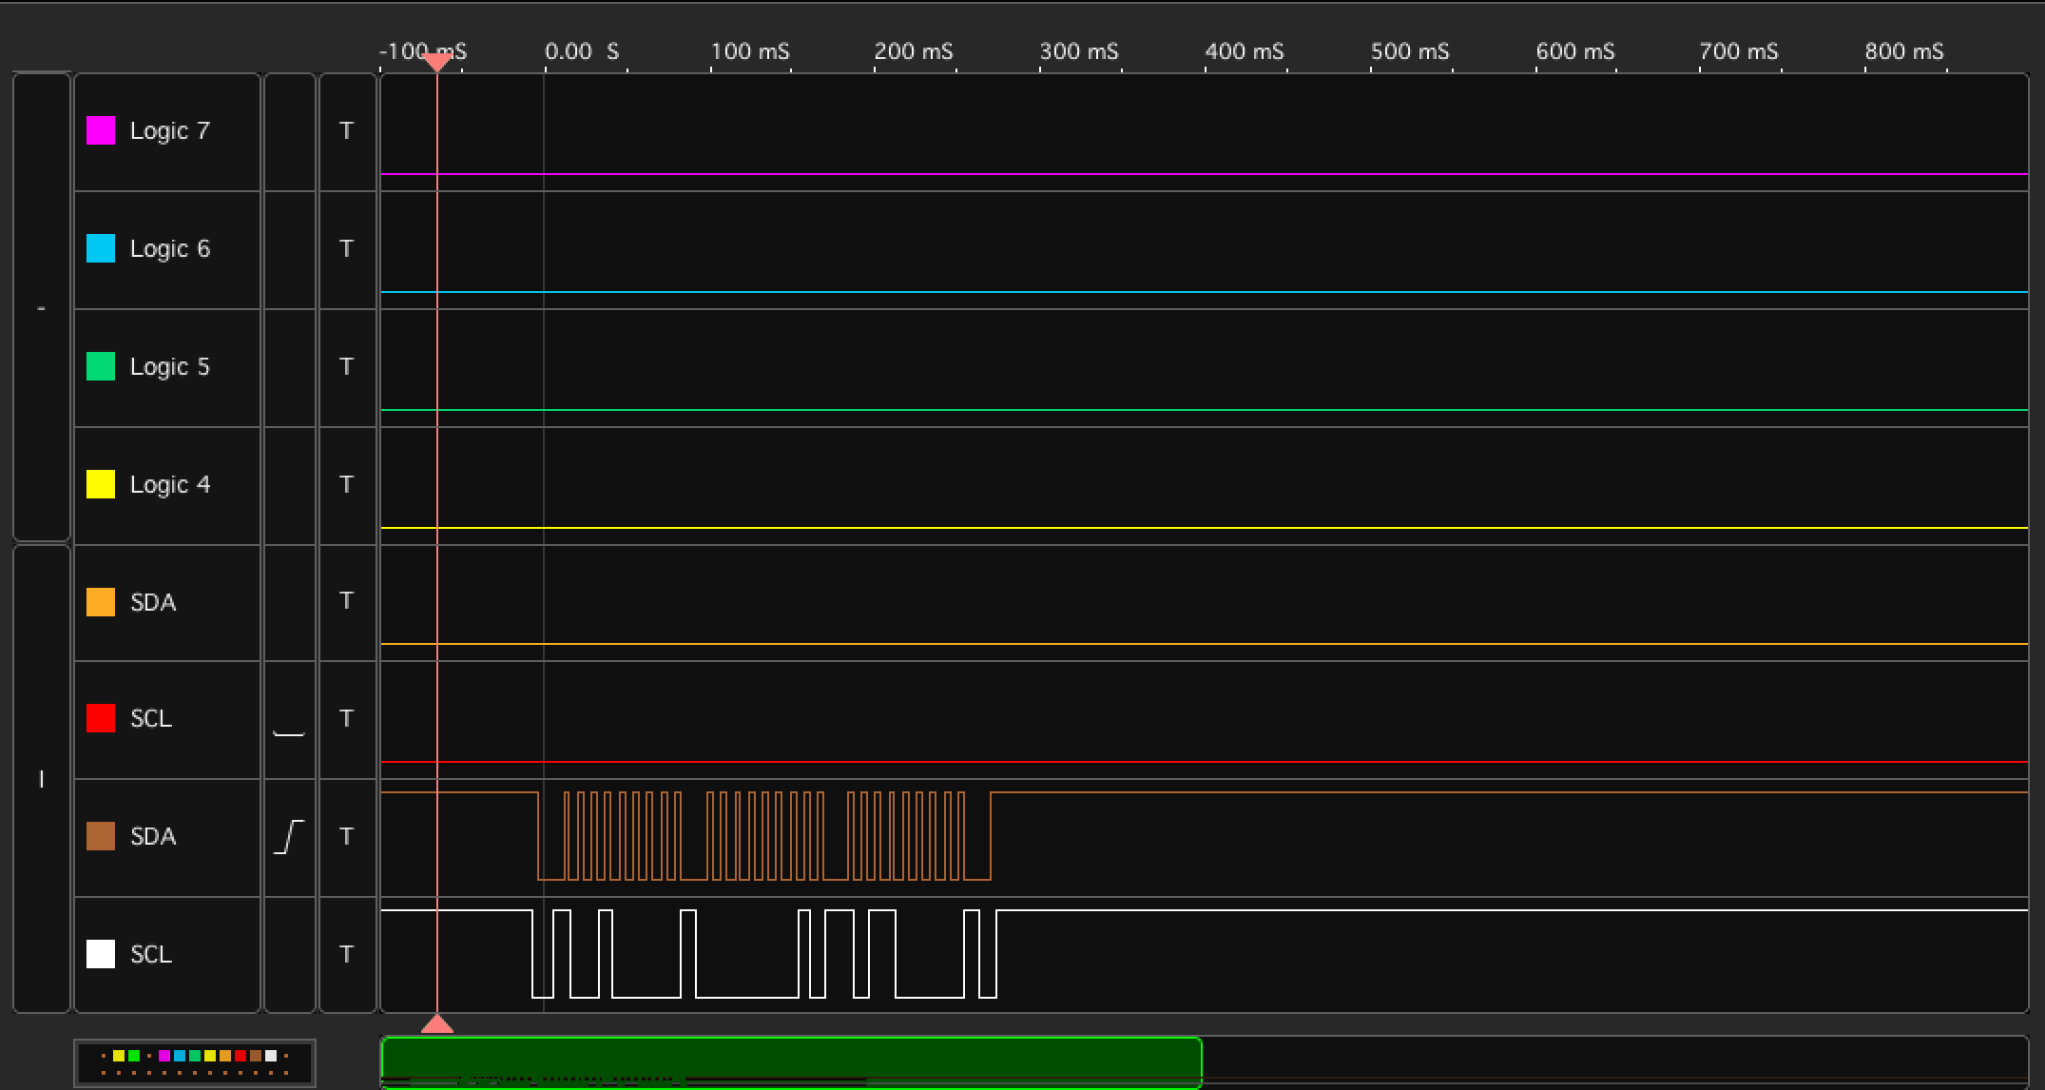 -100 mS 0.00 S 100 mS 200 mS 300 mS 400 mS 500 mS 600 mS 700 mS 800 mS
Logic 7 T
Logic 6 T
Logic 5 T
Logic 4 T
SDA T
SCL T
SDA T
SCL T